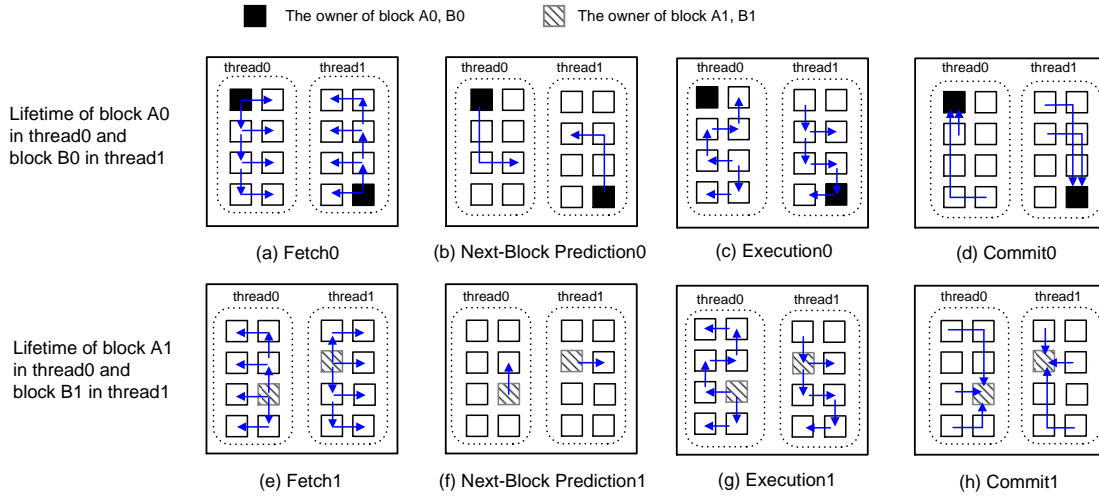 The owner of block A0, B0
The owner of block A1, B1
thread0 thread1
thread0 thread1
thread0 thread1
thread0 thread1
Lifetime of block A0
in thread0 and
block B0 in thread1
(a) Fetch0
(b) Next-Block Prediction0
(c) Execution0
(d) Commit0
thread0 thread1
thread0 thread1
thread0 thread1
thread0 thread1
Lifetime of block A1
in thread0 and
block B1 in thread1
(e) Fetch1
(f) Next-Block Prediction1
(g) Execution1
(h) Commit1